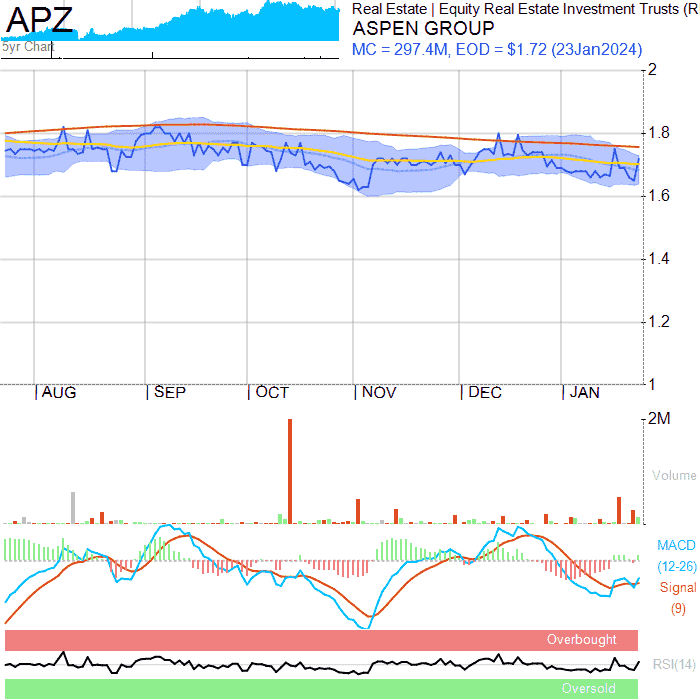 APZ
5yr Chart
Real Estate | Equity Real Estate Investment Trusts (R
ASPEN GROUP
MC = 297.4M, EOD = $1.72 (23Jan2024)
2
1.8
1.6
1.4
1.2
1
AUG SEP OCT NOV DEC JAN
2M
Volume
MACD
(12-26)
Signal
(9)
Overbought
RSI(14)
Oversold